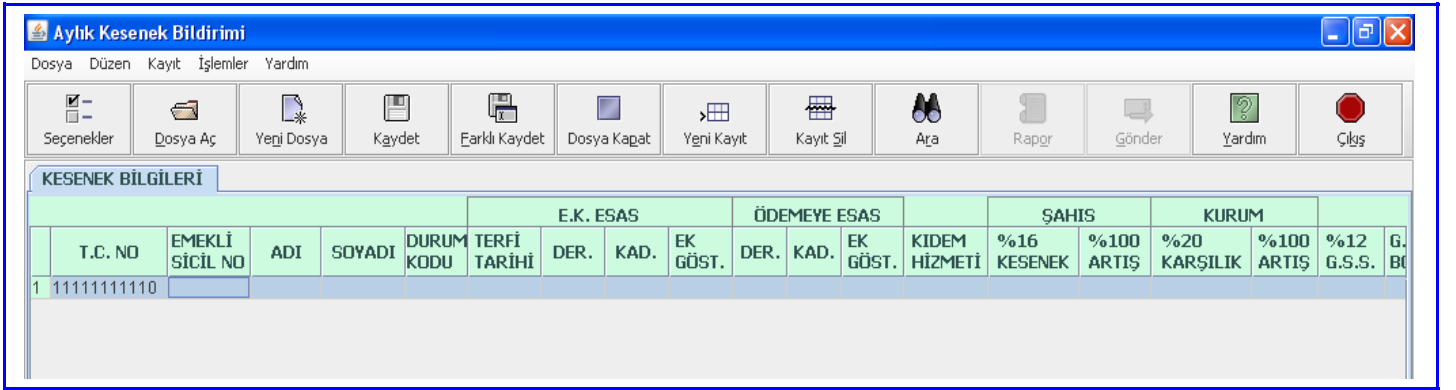 Aylık Kesenek Bildirimi
Dosya Düzen Kayıt İşlemler Yardım
Seçenekler Dosya Aç Yeni Dosya Kaydet Farklı Kaydet Dosya Kapat Yeni Kayıt Kayıt Sil Ara Rapor Gönder Yardım Çıkış
KESENEK BİLGİLERİ
E.K. ESAS ÖDEMEYE ESAS ŞAHIS KURUM
T.C. NO EMEKLİ SİCİL NO ADI SOYADI DURUM KODU TERFİ TARİHİ DER. KAD. EK GÖST. DER. KAD. EK GÖST. KIDEM HİZMETİ %16 KESENEK %100 ARTIŞ %20 KARŞILIK %100 ARTIŞ %12 G.S.S. G.
1 11111111110